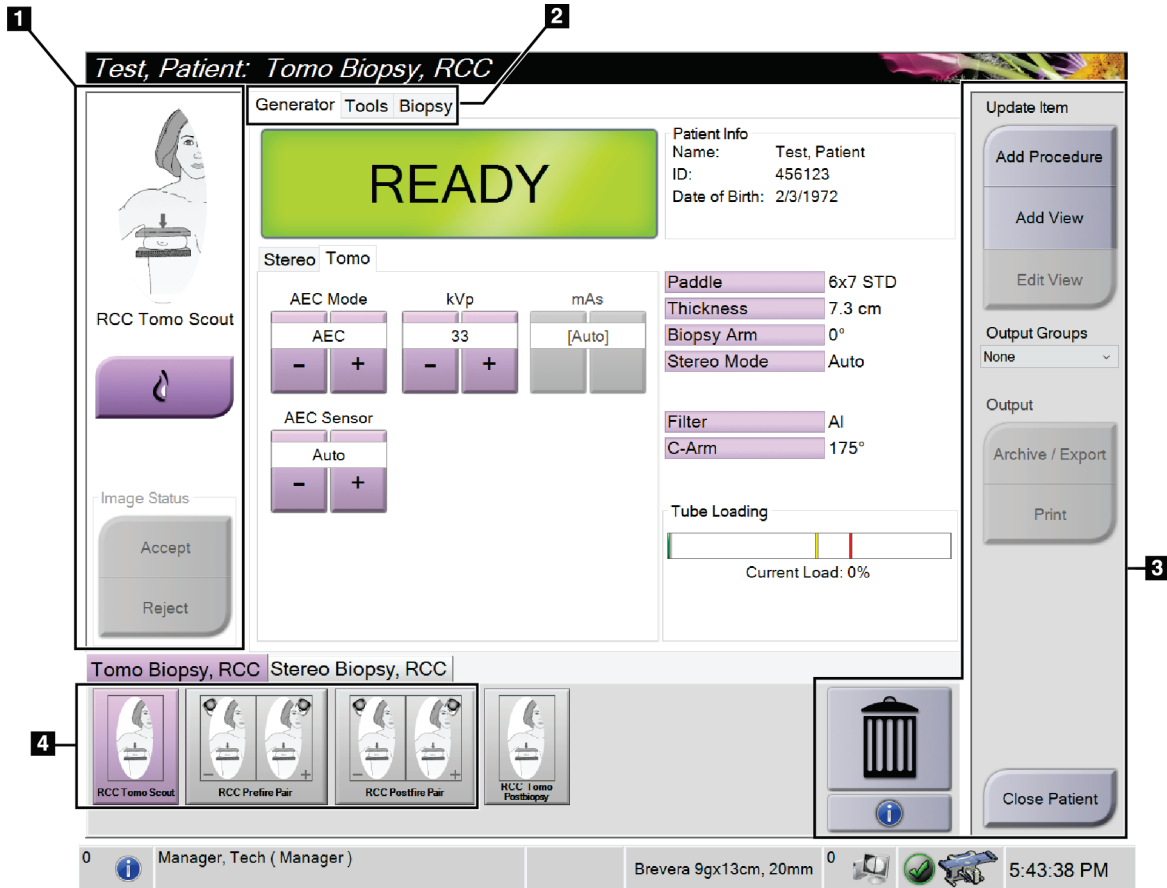 1
2
Test, Patient: Tomo Biopsy, RCC
Generator Tools Biopsy
Update Item
READY
Patient Info
Name: Test, Patient
ID: 456123
Date of Birth: 2/3/1972
Add Procedure
Add View
Edit View
RCC Tomo Scout
Stereo Tomo
AEC Mode kVp mAs
AEC 33 [Auto]
- + - +
AEC Sensor
Auto
- +
Paddle 6x7 STD
Thickness 7.3 cm
Biopsy Arm 0°
Stereo Mode Auto
Filter Al
C-Arm 175°
Output Groups
None
Output
Archive / Export
Print
Image Status
Accept
Reject
Tube Loading
Current Load: 0%
3
Tomo Biopsy, RCC Stereo Biopsy, RCC
4
- + - +
RCC Tomo Scout
RCC Prefire Pair
RCC Postfire Pair
RCC Tomo
Postbiopsy
Close Patient
0 Manager, Tech ( Manager )
Brevera 9gx13cm, 20mm 0 5:43:38 PM